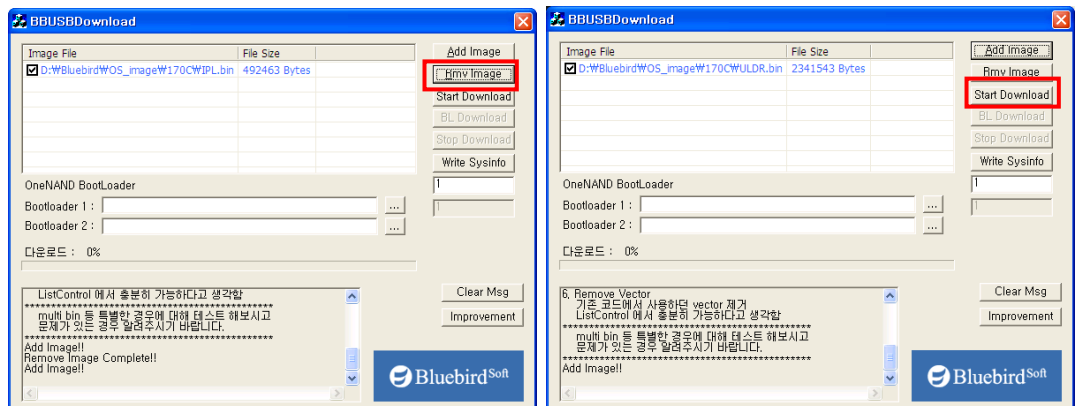 BBUSBDownload
Image File File Size
D:₩Bluebird₩OS_image₩170C₩IPL.bin 492463 Bytes
Add Image
Rmv Image
Start Download
BL Download
Stop Download
Write Sysinfo
OneNAND BootLoader
1
Bootloader 1 : ...
1
Bootloader 2 : ...
다운로드 : 0%
ListControl 에서 충분히 가능하다고 생각함
**************************************************
multi bin 등 특별한 경우에 대해 테스트 해보시고
문제가 있는 경우 알려주시기 바랍니다.
**************************************************
Add Image!!
Remove Image Complete!!
Add Image!!
Clear Msg
Improvement
BluebirdSoft
BBUSBDownload
Image File File Size
D:₩Bluebird₩OS_image₩170C₩ULDR.bin 2341543 Bytes
Add Image
Rmv Image
Start Download
BL Download
Stop Download
Write Sysinfo
OneNAND BootLoader
1
Bootloader 1 : ...
1
Bootloader 2 : ...
다운로드 : 0%
6. Remove Vector
기존 코드에서 사용하던 vector 제거
ListControl 에서 충분히 가능하다고 생각함
**************************************************
multi bin 등 특별한 경우에 대해 테스트 해보시고
문제가 있는 경우 알려주시기 바랍니다.
**************************************************
Add Image!!
Clear Msg
Improvement
BluebirdSoft